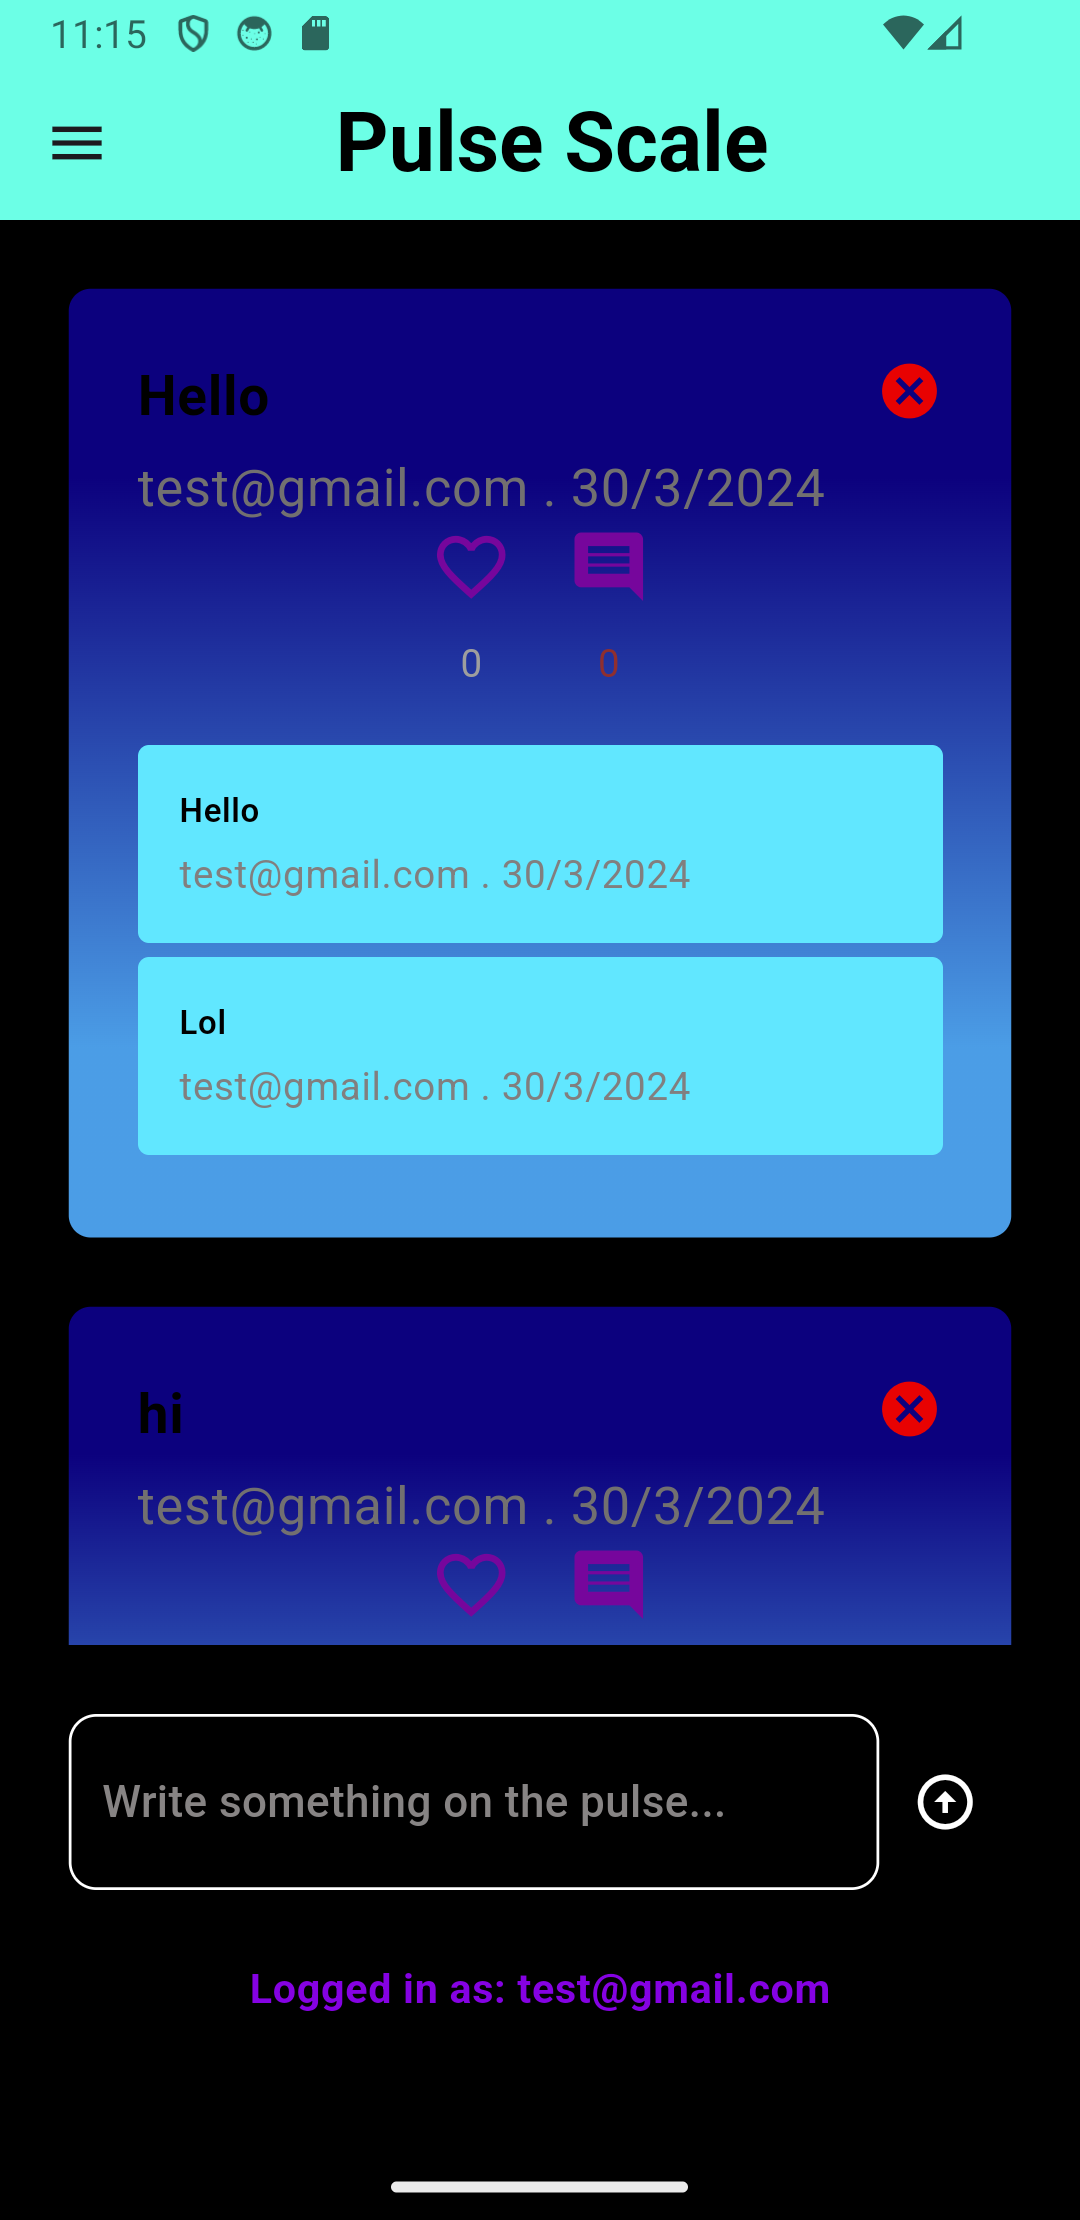 11:15
Pulse Scale
Hello
test@gmail.com . 30/3/2024
0 0
Hello
test@gmail.com . 30/3/2024
Lol
test@gmail.com . 30/3/2024
hi
test@gmail.com . 30/3/2024
Write something on the pulse...
Logged in as: test@gmail.com